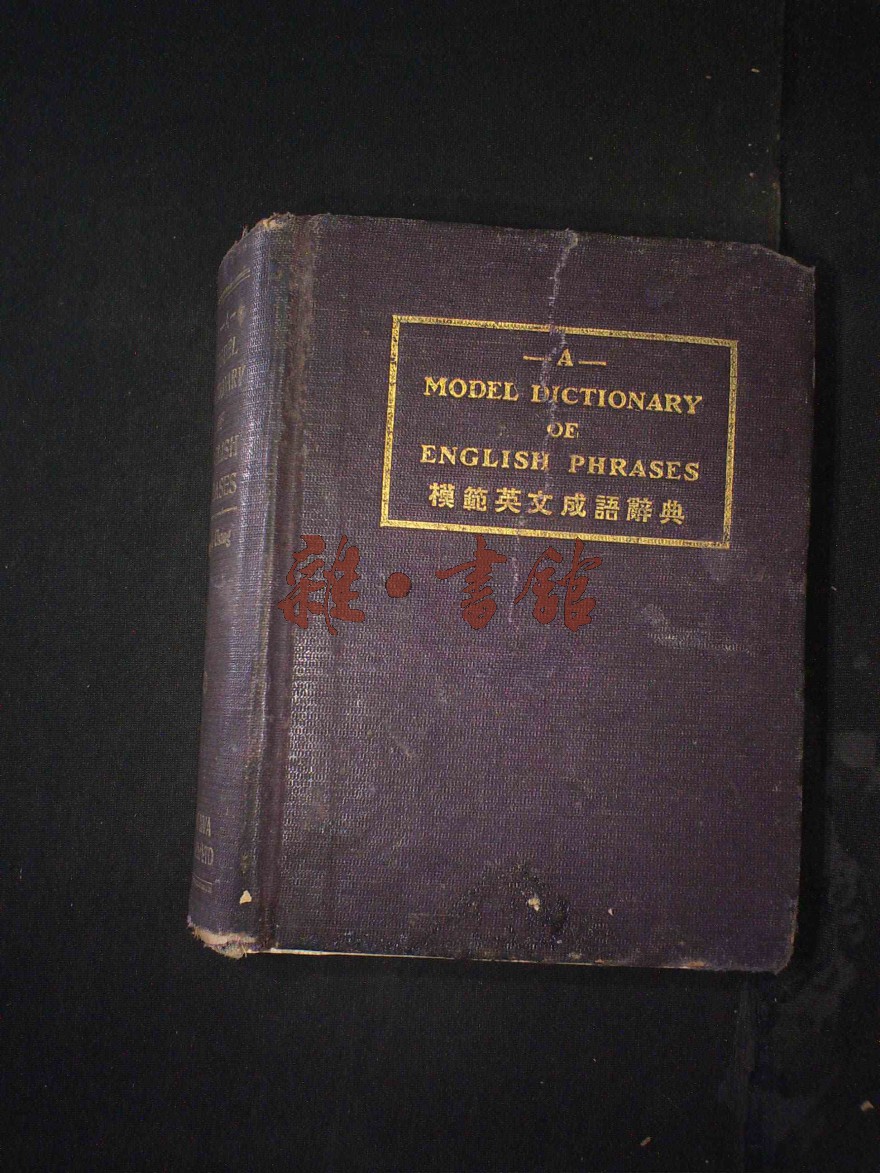 —A—
MODEL DICTIONARY
OF
ENGLISH PHRASES
模範英文成語辭典
雜·書館